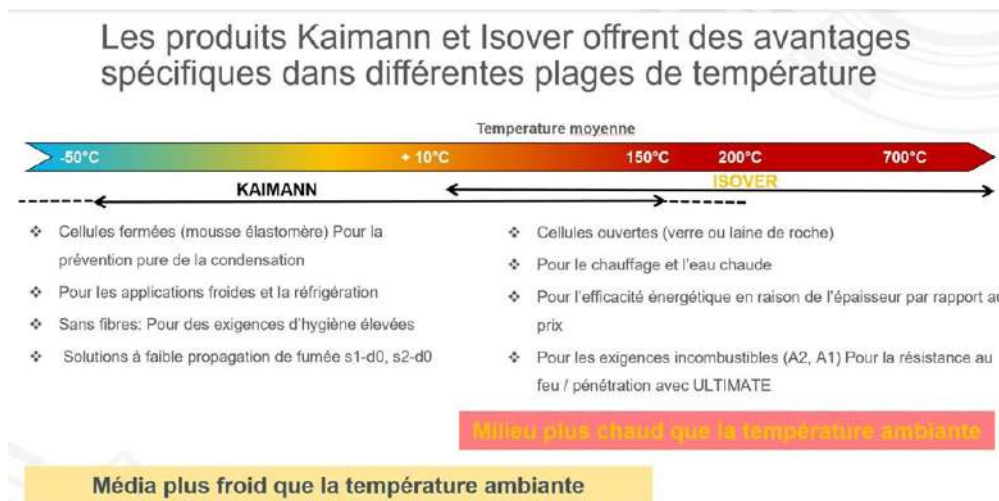 Les produits Kaimann et Isover offrent des avantages
spécifiques dans différentes plages de température
Temperature moyenne
-50°C + 10°C 150°C 200°C 700°C
KAIMANN
ISOVER
❖ Cellules fermées (mousse élastomère) Pour la
prévention pure de la condensation
❖ Pour les applications froides et la réfrigération
❖ Sans fibres: Pour des exigences d'hygiène élevées
❖ Solutions à faible propagation de fumée s1-d0, s2-d0
❖ Cellules ouvertes (verre ou laine de roche)
❖ Pour le chauffage et l'eau chaude
❖ Pour l'efficacité énergétique en raison de l'épaisseur par rapport au
prix
❖ Pour les exigences incombustibles (A2, A1) Pour la résistance au
feu / pénétration avec ULTIMATE
Milieu plus chaud que la température ambiante
Média plus froid que la température ambiante